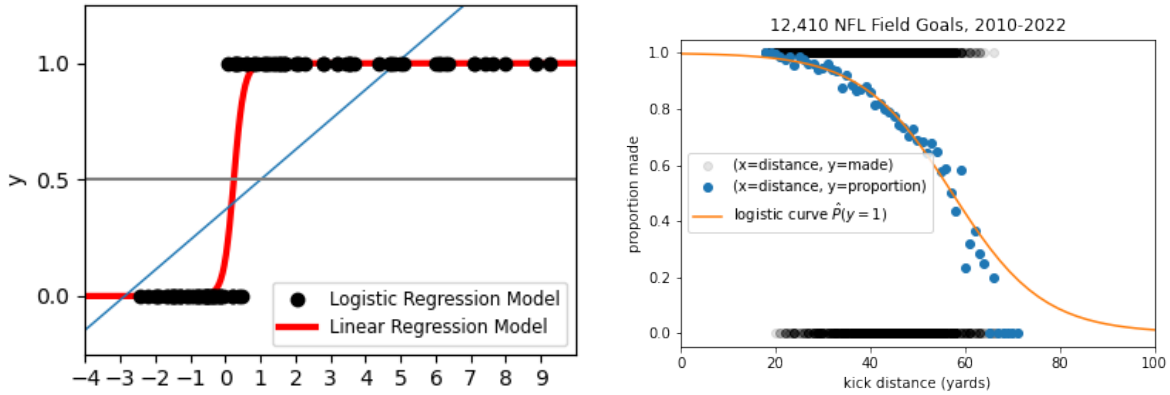 y
1.0
0.5
0.0
Logistic Regression Model
Linear Regression Model
-4 -3 -2 -1 0 1 2 3 4 5 6 7 8 9
12,410 NFL Field Goals, 2010-2022
proportion made
1.0
0.8
0.6
0.4
0.2
0.0
(x=distance, y=made)
(x=distance, y=proportion)
logistic curve P̂(y = 1)
0 20 40 60 80 100
kick distance (yards)